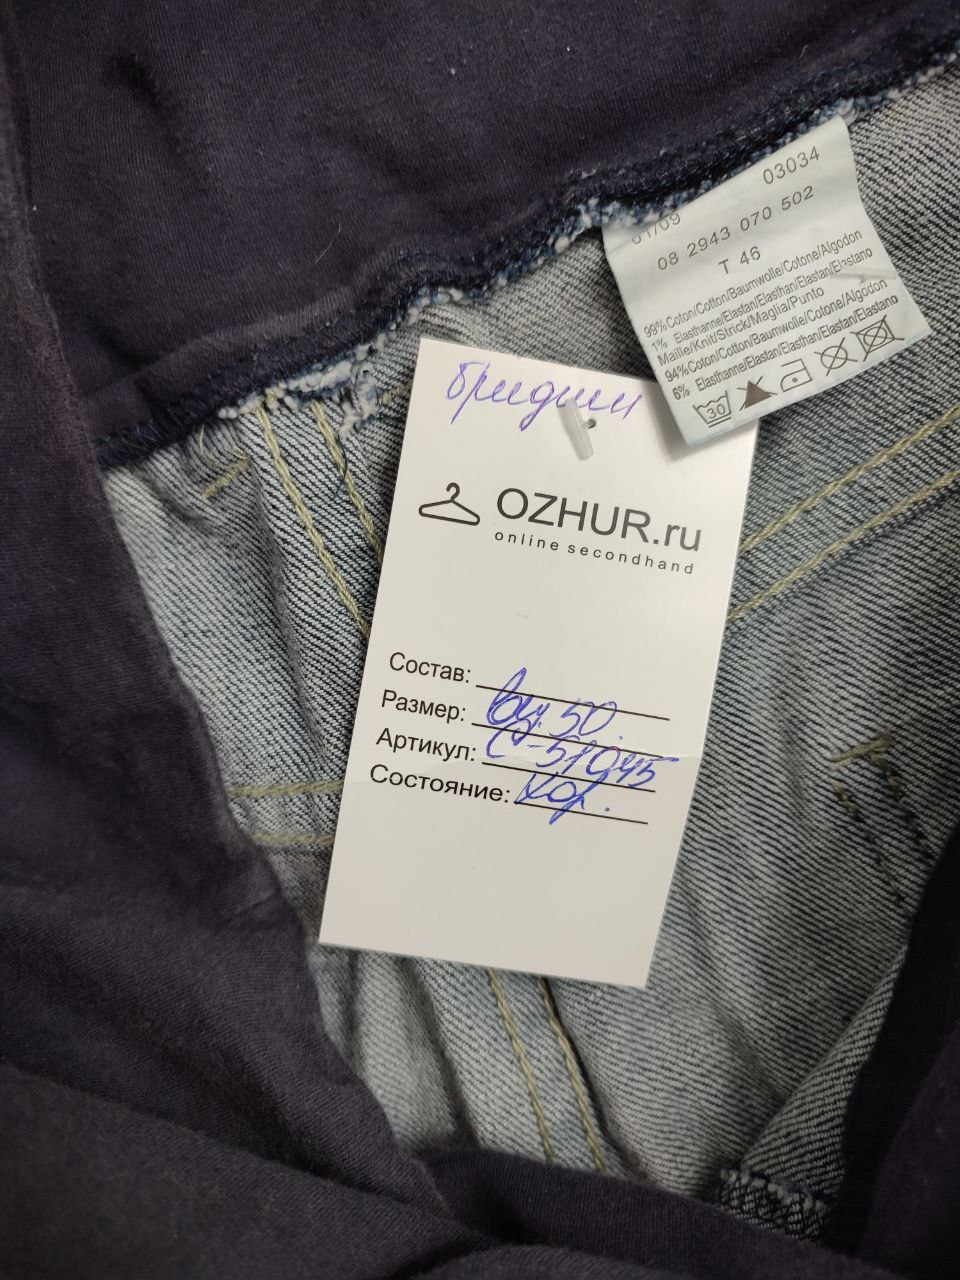 03034
01/09
08 2943 070 502
T 46
99%Coton/Cotton/Baumwolle/Cotone/Algodon
1% Elasthanne/Elastan/Elasthan/Elastan/Elastano
Maille/Knit/Strick/Maglia/Punto
94%Coton/Cotton/Baumwolle/Cotone/Algodon
6% Elasthanne/Elastan/Elasthan/Elastan/Elastano
30
бриджи
OZHUR.ru
online secondhand
Состав:
Размер: 50
Артикул: С-51045
Состояние: хор.